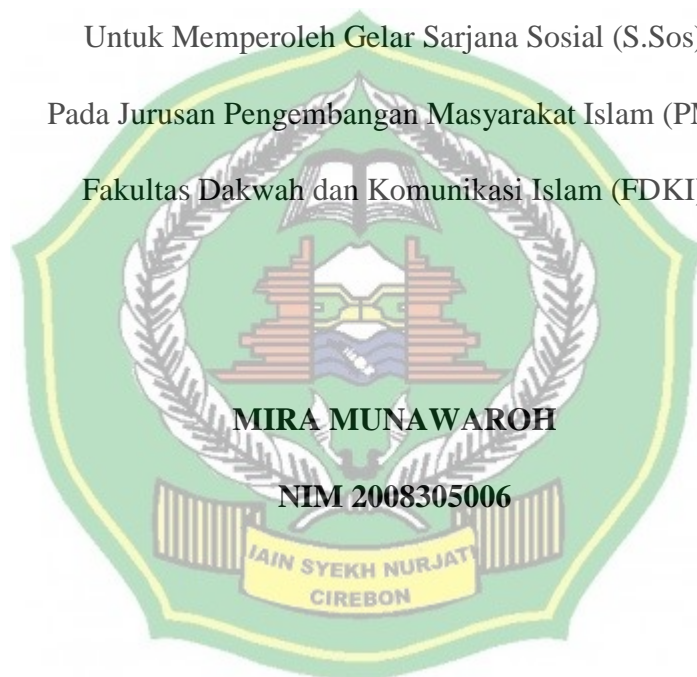 Untuk Memperoleh Gelar Sarjana Sosial (S.Sos)
Pada Jurusan Pengembangan Masyarakat Islam
Fakultas Dakwah dan Komunikasi Islam (FDKI)
MIRA MUNAWAROH
NIM 2008305006
IAIN SYEKH NURJATI
CIREBON